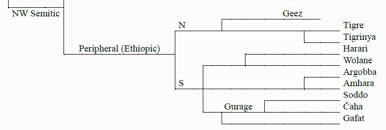 NW Semitic
Peripheral (Ethiopic)
N
Geez
Tigre
Tigrinya
Harari
Wolane
S
Argobba
Amhara
Soddo
Gurage
Čaha
Gafat